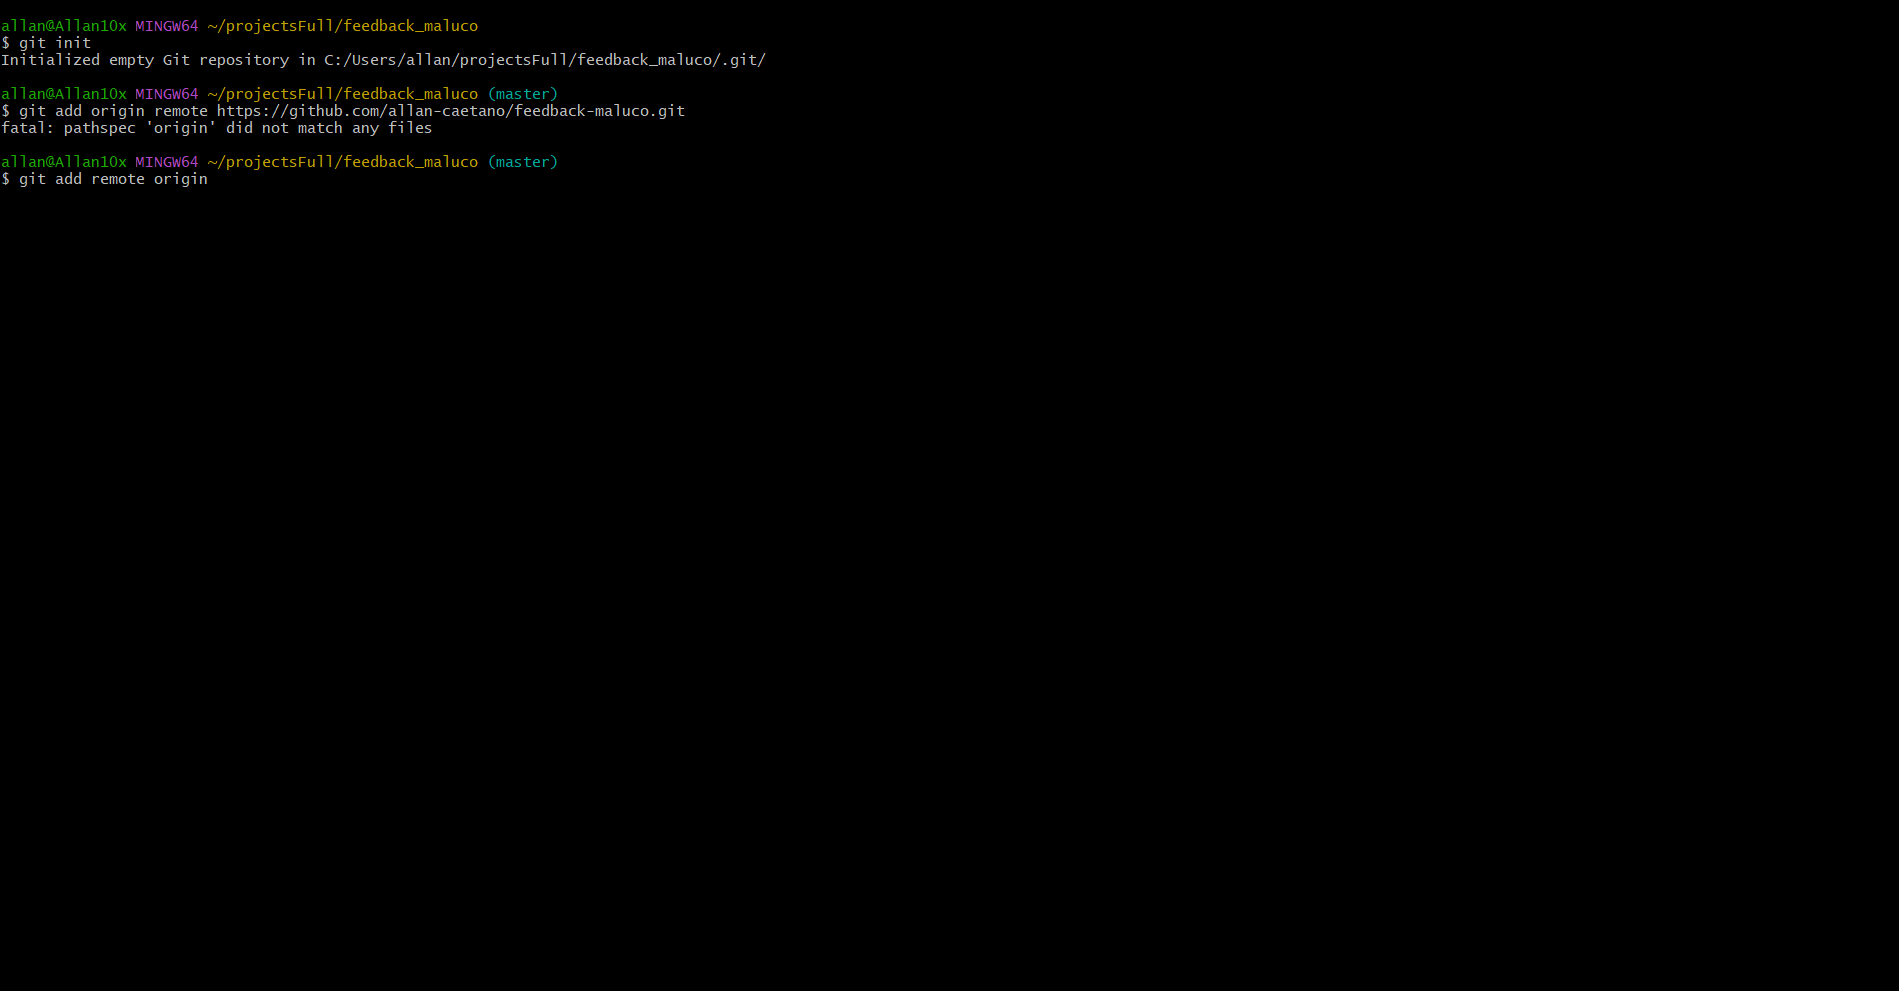 allan@Allan10x MINGW64 ~/projectsFull/feedback_maluco
$ git init
Initialized empty Git repository in C:/Users/allan/projectsFull/feedback_maluco/.git/
allan@Allan10x MINGW64 ~/projectsFull/feedback_maluco (master)
$ git add origin remote https://github.com/allan-caetano/feedback-maluco.git
fatal: pathspec 'origin' did not match any files
allan@Allan10x MINGW64 ~/projectsFull/feedback_maluco (master)
$ git add remote origin